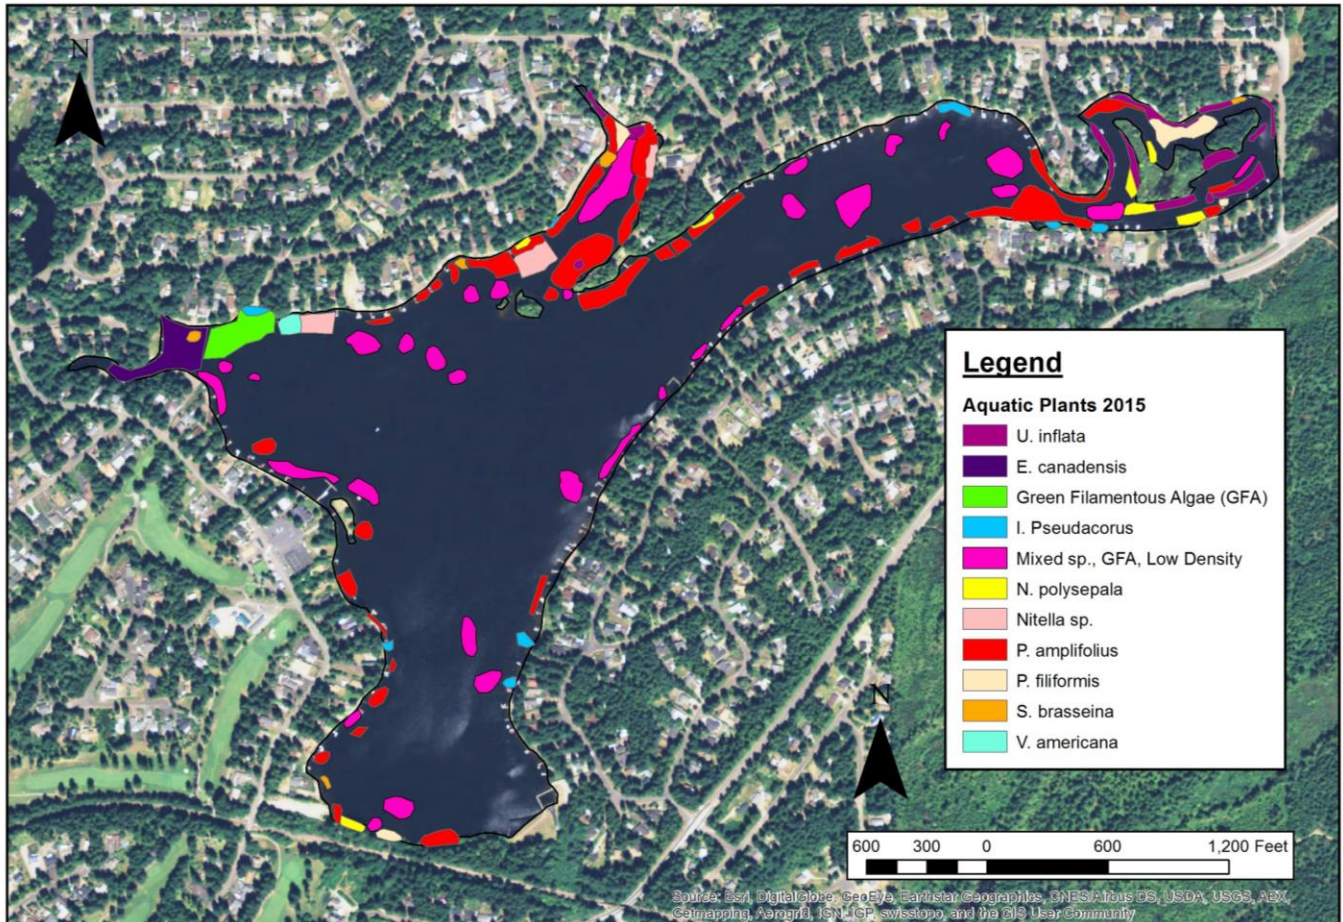 N
Legend
Aquatic Plants 2015
U. inflata
E. canadensis
Green Filamentous Algae (GFA)
I. Pseudacorus
Mixed sp., GFA, Low Density
N. polysepala
Nitella sp.
P. amplifolius
P. filiformis
S. brasseina
V. americana
N
600 300 0 600 1,200 Feet
Source: Esri, DigitalGlobe, GeoEye, Earthstar Geographics, CNES/Airbus DS, USDA, USGS, AEX,
Getmapping, Aerogrid, IGN, IGP, swisstopo, and the GIS User Community